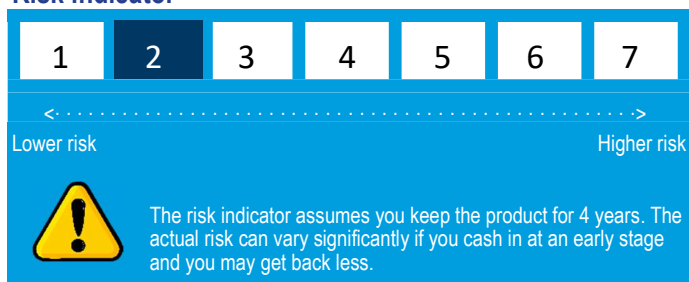 Risk Indicator
1 2 3 4 5 6 7
<· · · · · · · · · · · · · · · · · · · · · · · · · · · · · · · · · · · · · · · · · · · · · · · · · · · · · · · ·>
Lower risk Higher risk
The risk indicator assumes you keep the product for 4 years. The
actual risk can vary significantly if you cash in at an early stage
and you may get back less.